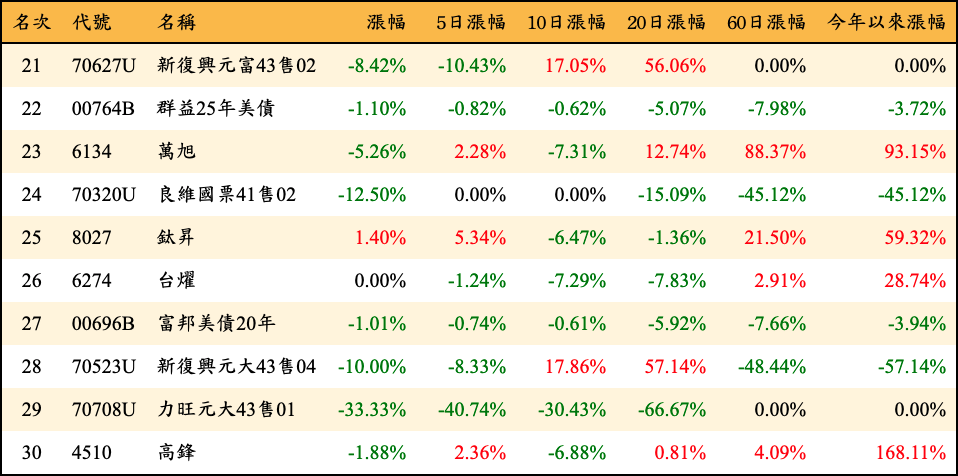 名次 代號 名稱 漲幅 5日漲幅 10日漲幅 20日漲幅 60日漲幅 今年以來漲幅
21 70627U 新復興元富43售02 -8.42% -10.43% 17.05% 56.06% 0.00% 0.00%
22 00764B 群益25年美債 -1.10% -0.82% -0.62% -5.07% -7.98% -3.72%
23 6134 萬旭 -5.26% 2.28% -7.31% 12.74% 88.37% 93.15%
24 70320U 良維國票41售02 -12.50% 0.00% 0.00% -15.09% -45.12% -45.12%
25 8027 鈦昇 1.40% 5.34% -6.47% -1.36% 21.50% 59.32%
26 6274 台燿 0.00% -1.24% -7.29% -7.83% 2.91% 28.74%
27 00696B 富邦美債20年 -1.01% -0.74% -0.61% -5.92% -7.66% -3.94%
28 70523U 新復興元大43售04 -10.00% -8.33% 17.86% 57.14% -48.44% -57.14%
29 70708U 力旺元大43售01 -33.33% -40.74% -30.43% -66.67% 0.00% 0.00%
30 4510 高鋒 -1.88% 2.36% -6.88% 0.81% 4.09% 168.11%